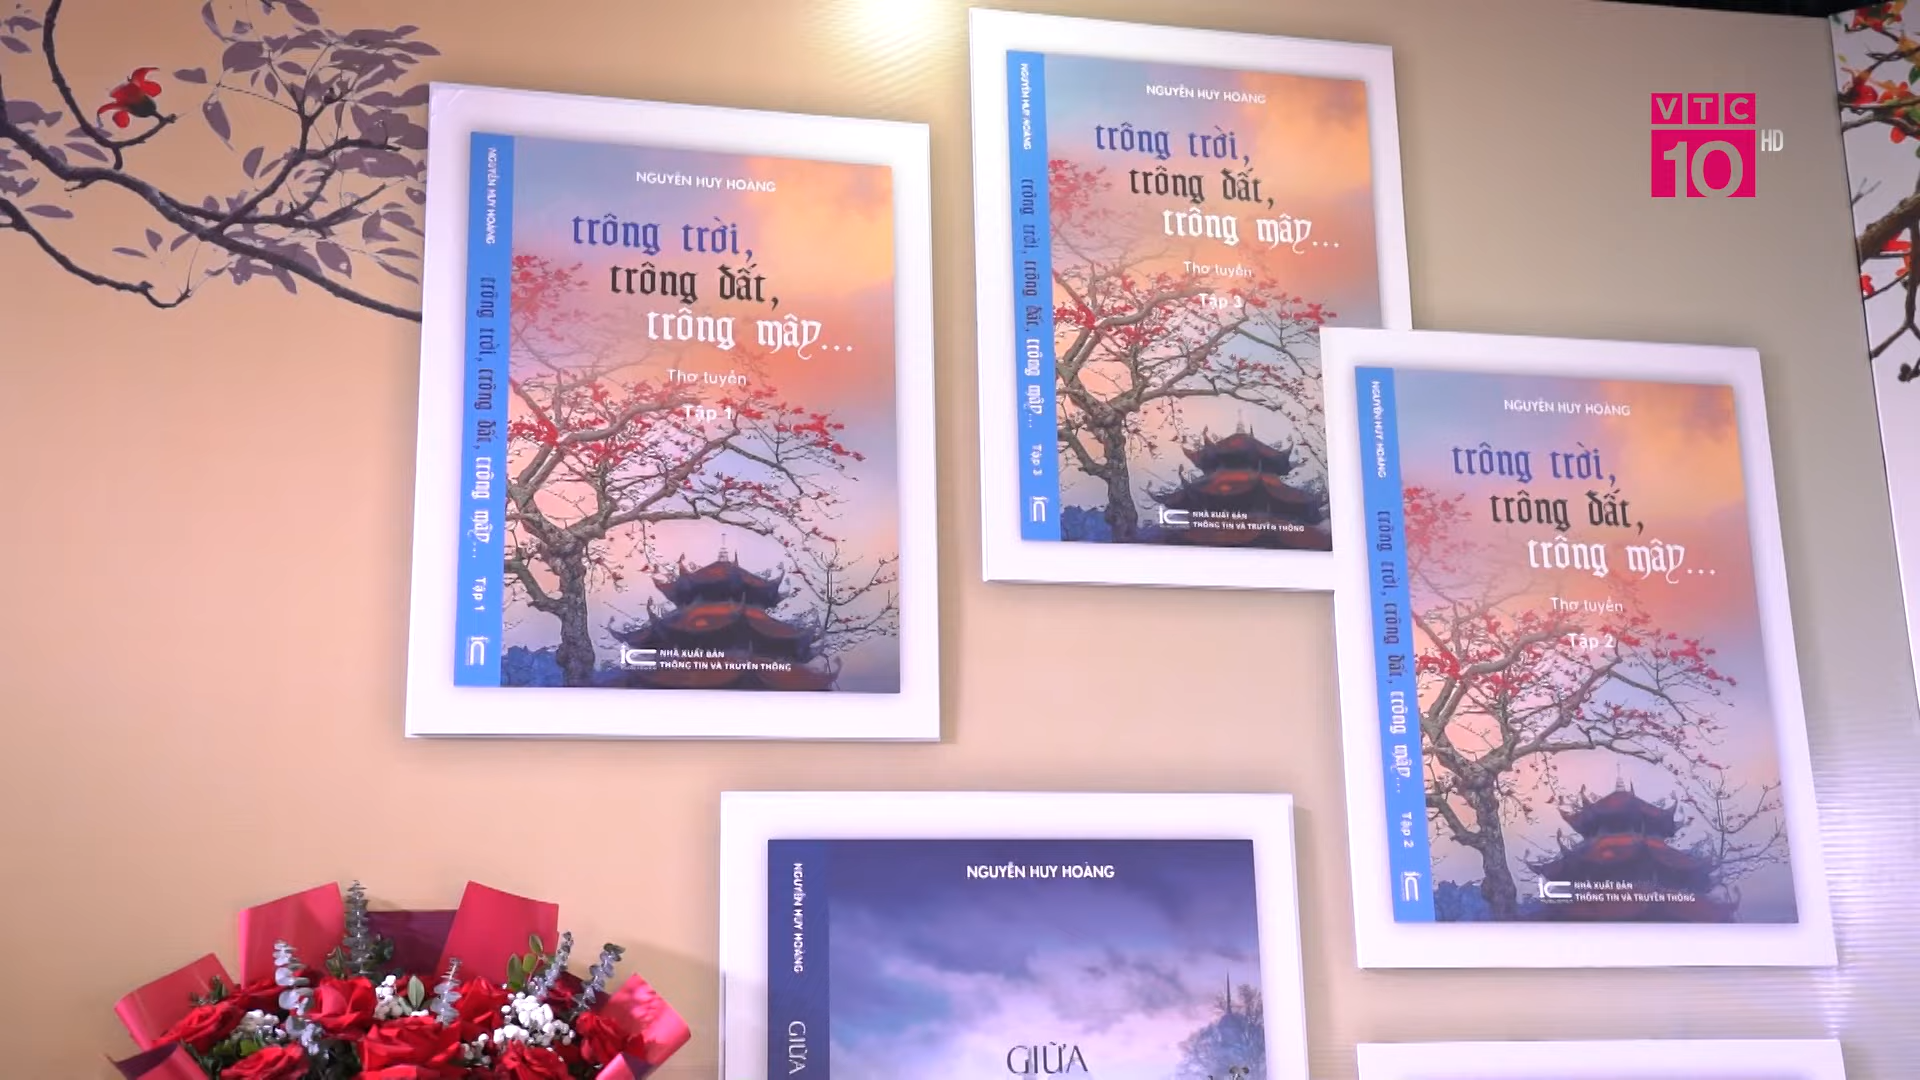 VTC
10
HD
NGUYỄN HUY HOÀNG
trông trời, trông đất, trông mây...
Tập 1
NGUYỄN HUY HOÀNG
trông trời,
trông đất,
trông mây...
Thơ tuyển
Tập 1
NHÀ XUẤT BẢN
THÔNG TIN VÀ TRUYỀN THÔNG
NGUYỄN HUY HOÀNG
trông trời, trông đất, trông mây...
Tập 3
NGUYỄN HUY HOÀNG
trông trời,
trông đất,
trông mây...
Thơ tuyển
Tập 3
NHÀ XUẤT BẢN
THÔNG TIN VÀ TRUYỀN THÔNG
NGUYỄN HUY HOÀNG
trông trời, trông đất, trông mây...
Tập 2
NGUYỄN HUY HOÀNG
trông trời,
trông đất,
trông mây...
Thơ tuyển
Tập 2
NHÀ XUẤT BẢN
THÔNG TIN VÀ TRUYỀN THÔNG
NGUYỄN HUY HOÀNG
GIỮA
NGUYỄN HUY HOÀNG
GIỮA